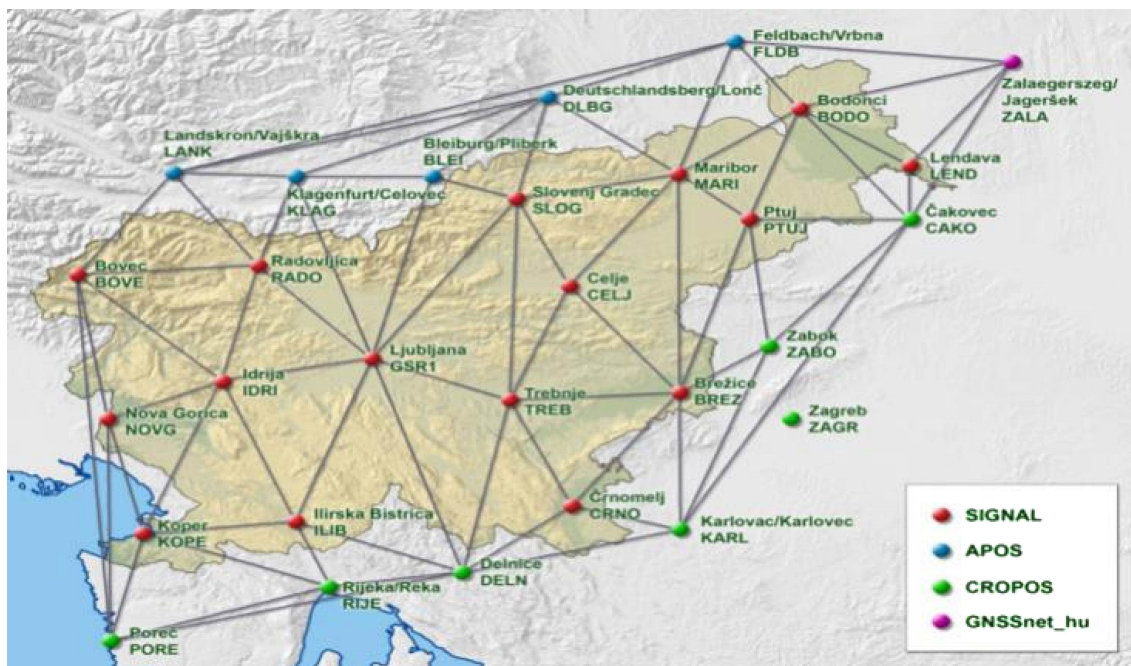 Feldbach/Vrbna
FLDB
Zalaegerszeg/
Jageršek
ZALA
Deutschlandsberg/Lonč
DLBG
Bodonci
BODO
Landskron/Vajškra
LANK
Bleiburg/Pliberk
BLEI
Klagenfurt/Celovec
KLAG
Maribor
MARI
Lendava
LEND
Slovenj Gradec
SLOG
Ptuj
PTUJ
Čakovec
CAKO
Bovec
BOVE
Radovljica
RADO
Celje
CELJ
Ljubljana
GSR1
Zabok
ZABO
Idrija
IDRI
Trebnje
TREB
Brežice
BREZ
Nova Gorica
NOVG
Zagreb
ZAGR
Črnomelj
CRNO
Koper
KOPE
Ilirska Bistrica
ILIB
Karlovac/Karlovec
KARL
Delnice
DELN
Rijeka/Reka
RIJE
Poreč
PORE
SIGNAL
APOS
CROPOS
GNSSnet_hu